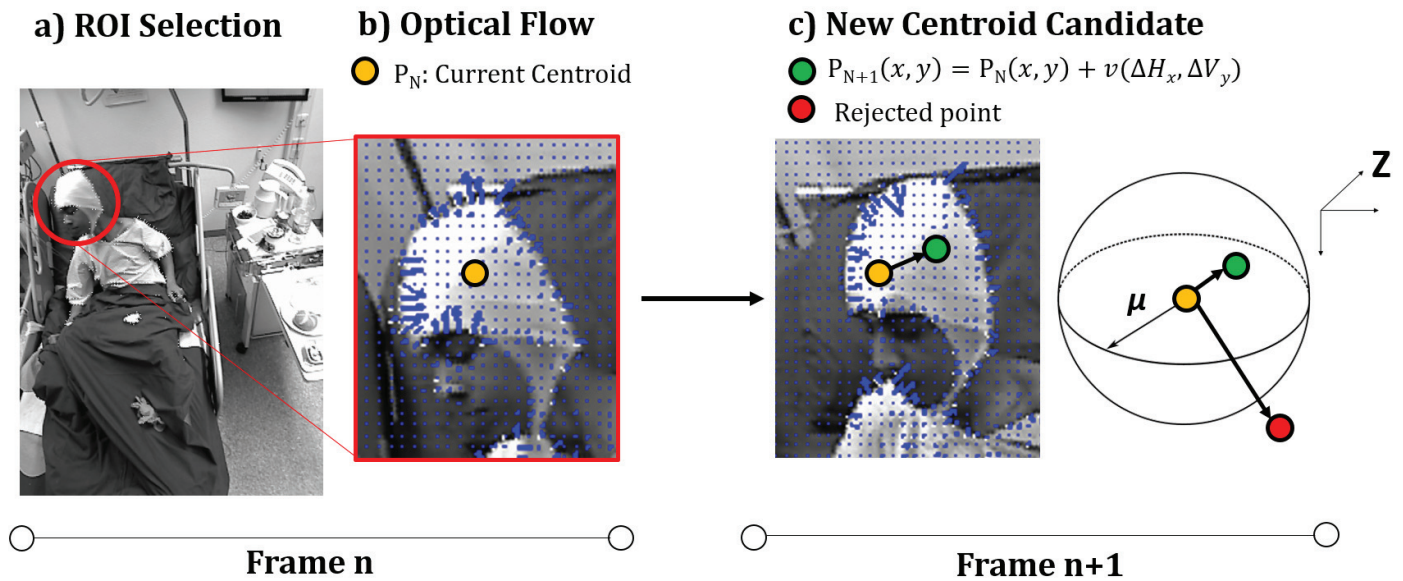 a) ROI Selection
b) Optical Flow
P_N: Current Centroid
c) New Centroid Candidate
P_{N+1}(x, y) = P_N(x, y) + v(ΔH_x, ΔV_y)
Rejected point
Z
μ
Frame n
Frame n+1